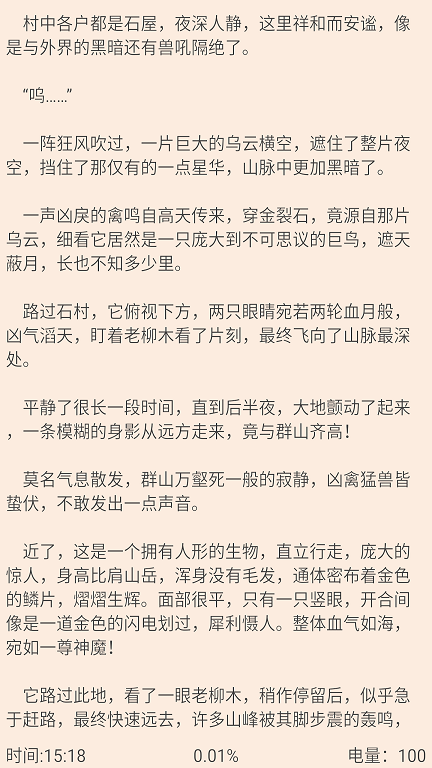 村中各户都是石屋，夜深人静，这里祥和而安谧，像
是与外界的黑暗还有兽吼隔绝了。
“呜……”
一阵狂风吹过，一片巨大的乌云横空，遮住了整片夜
空，挡住了那仅有的一点星华，山脉中更加黑暗了。
一声凶戾的禽鸣自高天传来，穿金裂石，竟源自那片
乌云，细看它居然是一只庞大到不可思议的巨鸟，遮天
蔽月，长也不知多少里。
路过石村，它俯视下方，两只眼睛宛若两轮血月般，
凶气滔天，盯着老柳木看了片刻，最终飞向了山脉最深
处。
平静了很长一段时间，直到后半夜，大地颤动了起来
，一条模糊的身影从远方走来，竟与群山齐高！
莫名气息散发，群山万壑死一般的寂静，凶禽猛兽皆
蛰伏，不敢发出一点声音。
近了，这是一个拥有人形的生物，直立行走，庞大的
惊人，身高比肩山岳，浑身没有毛发，通体密布着金色
的鳞片，熠熠生辉。面部很平，只有一只竖眼，开合间
像是一道金色的闪电划过，犀利慑人。整体血气如海，
宛如一尊神魔！
它路过此地，看了一眼老柳木，稍作停留后，似乎急
于赶路，最终快速远去，许多山峰被其脚步震的轰鸣，
时间:15:18 0.01% 电量：100